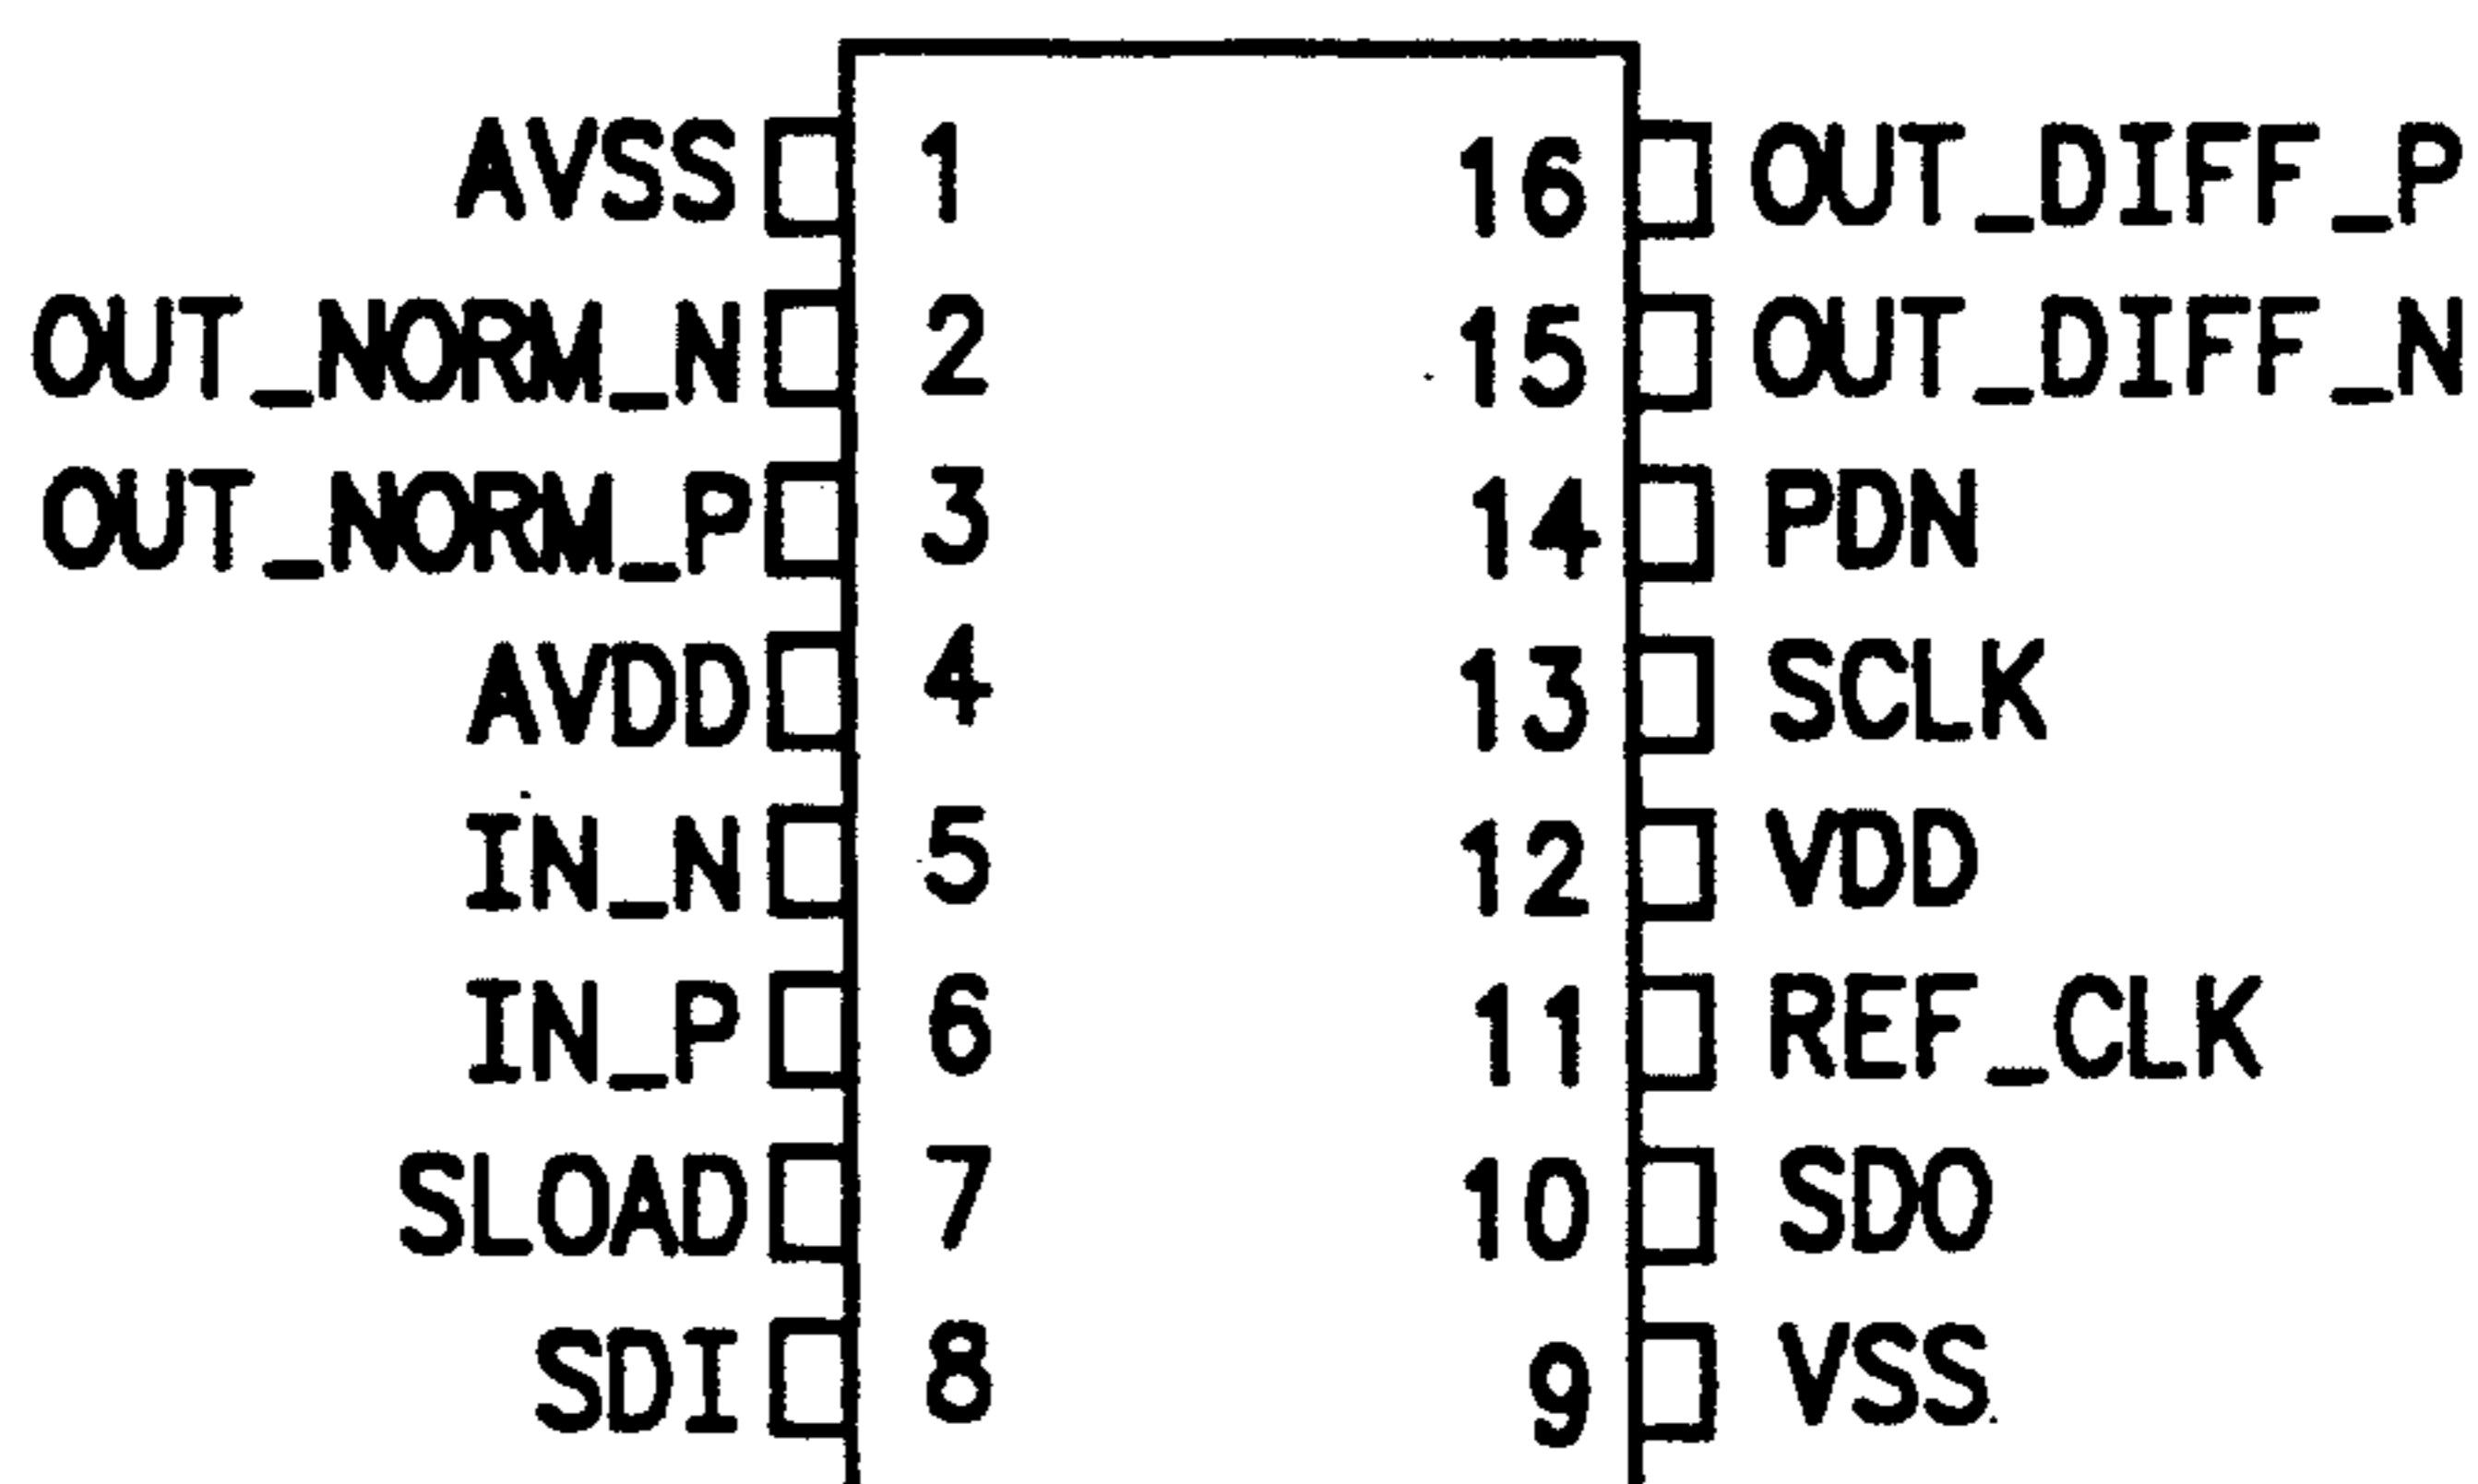 AVSS 1 16 OUT_DIFF_P
OUT_NORM_N 2 15 OUT_DIFF_N
OUT_NORM_P 3 14 PDN
AVDD 4 13 SCLK
IN_N 5 12 VDD
IN_P 6 11 REF_CLK
SLOAD 7 10 SDO
SDI 8 9 VSS